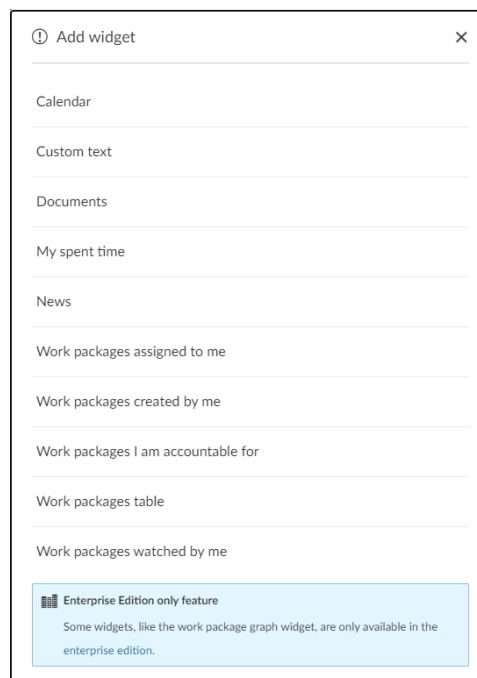 Add widget
Calendar
Custom text
Documents
My spent time
News
Work packages assigned to me
Work packages created by me
Work packages I am accountable for
Work packages table
Work packages watched by me
Enterprise Edition only feature
Some widgets, like the work package graph widget, are only available in the
enterprise edition.